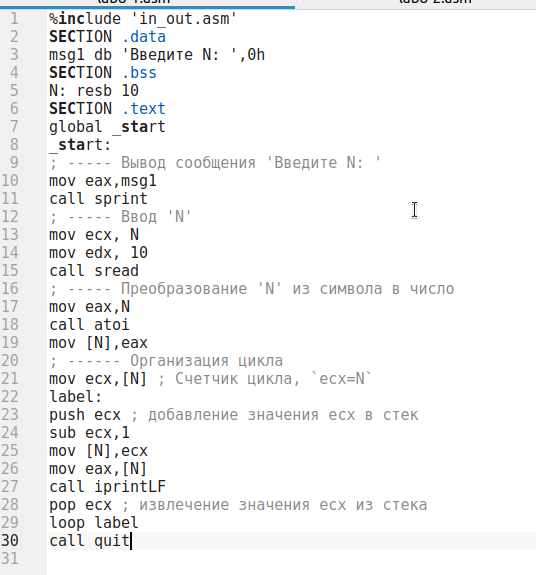 1 %include 'in_out.asm'
2 SECTION .data
3 msg1 db 'Введите N: ',0h
4 SECTION .bss
5 N: resb 10
6 SECTION .text
7 global _start
8 _start:
9 ; ----- Вывод сообщения 'Введите N: '
10 mov eax,msg1
11 call sprint
12 ; ----- Ввод 'N'
13 mov ecx, N
14 mov edx, 10
15 call sread
16 ; ----- Преобразование 'N' из символа в число
17 mov eax,N
18 call atoi
19 mov [N],eax
20 ; ------ Организация цикла
21 mov ecx,[N] ; Счетчик цикла, `ecx=N`
22 label:
23 push ecx ; добавление значения ecx в стек
24 sub ecx,1
25 mov [N],ecx
26 mov eax,[N]
27 call iprintLF
28 pop ecx ; извлечение значения ecx из стека
29 loop label
30 call quit
31